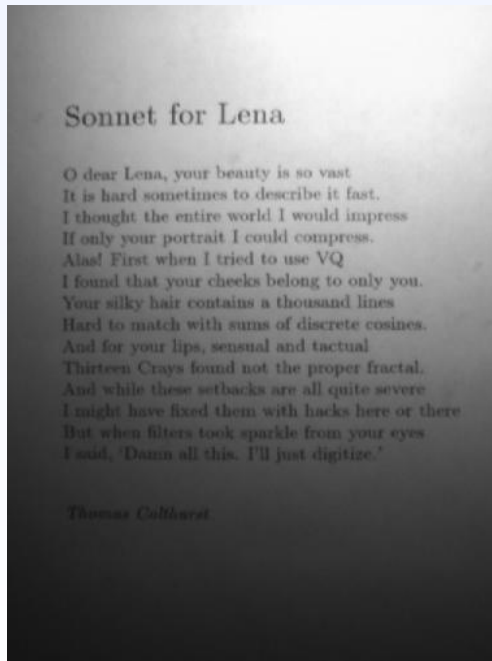 Sonnet for Lena
O dear Lena, your beauty is so vast
It is hard sometimes to describe it fast.
I thought the entire world I would impress
If only your portrait I could compress.
Alas! First when I tried to use VQ
I found that your cheeks belong to only you.
Your silky hair contains a thousand lines
Hard to match with sums of discrete cosines.
And for your lips, sensual and tactual
Thirteen Crays found not the proper fractal.
And while these setbacks are all quite severe
I might have fixed them with hacks here or there
But when filters took sparkle from your eyes
I said, 'Damn all this. I'll just digitize.'
Thomas Colthurst